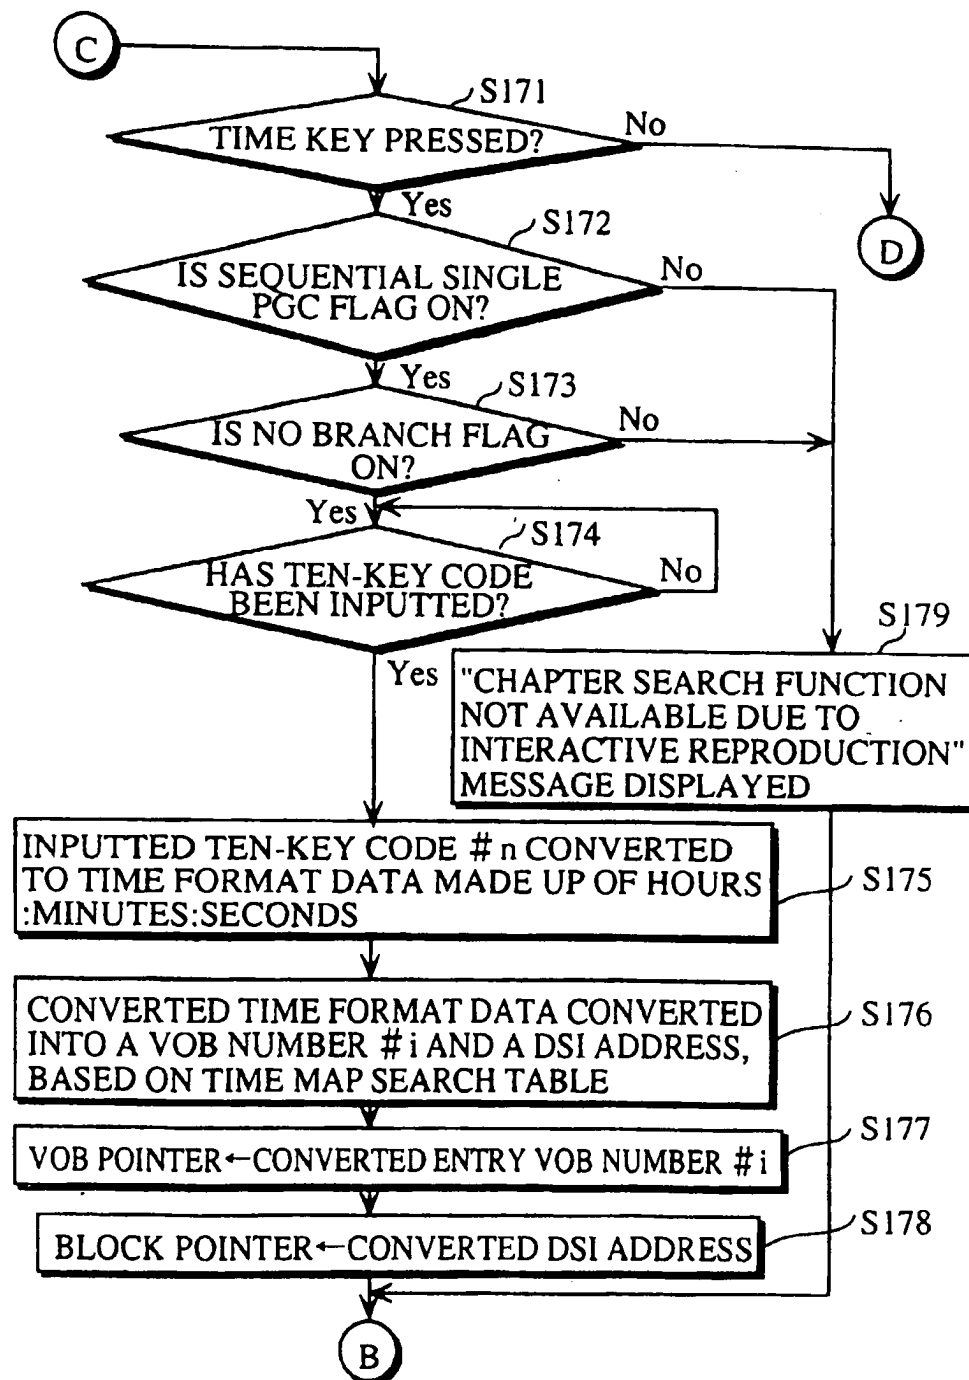 C
S171
TIME KEY PRESSED?
No
Yes
D
S172
IS SEQUENTIAL SINGLE
PGC FLAG ON?
No
Yes
S173
IS NO BRANCH FLAG
ON?
No
Yes
S174
HAS TEN-KEY CODE
BEEN INPUTTED?
No
Yes
S179
"CHAPTER SEARCH FUNCTION
NOT AVAILABLE DUE TO
INTERACTIVE REPRODUCTION"
MESSAGE DISPLAYED
INPUTTED TEN-KEY CODE #n CONVERTED
TO TIME FORMAT DATA MADE UP OF HOURS
:MINUTES:SECONDS
S175
CONVERTED TIME FORMAT DATA CONVERTED
INTO A VOB NUMBER #i AND A DSI ADDRESS,
BASED ON TIME MAP SEARCH TABLE
S176
VOB POINTER←CONVERTED ENTRY VOB NUMBER #i
S177
BLOCK POINTER←CONVERTED DSI ADDRESS
S178
B